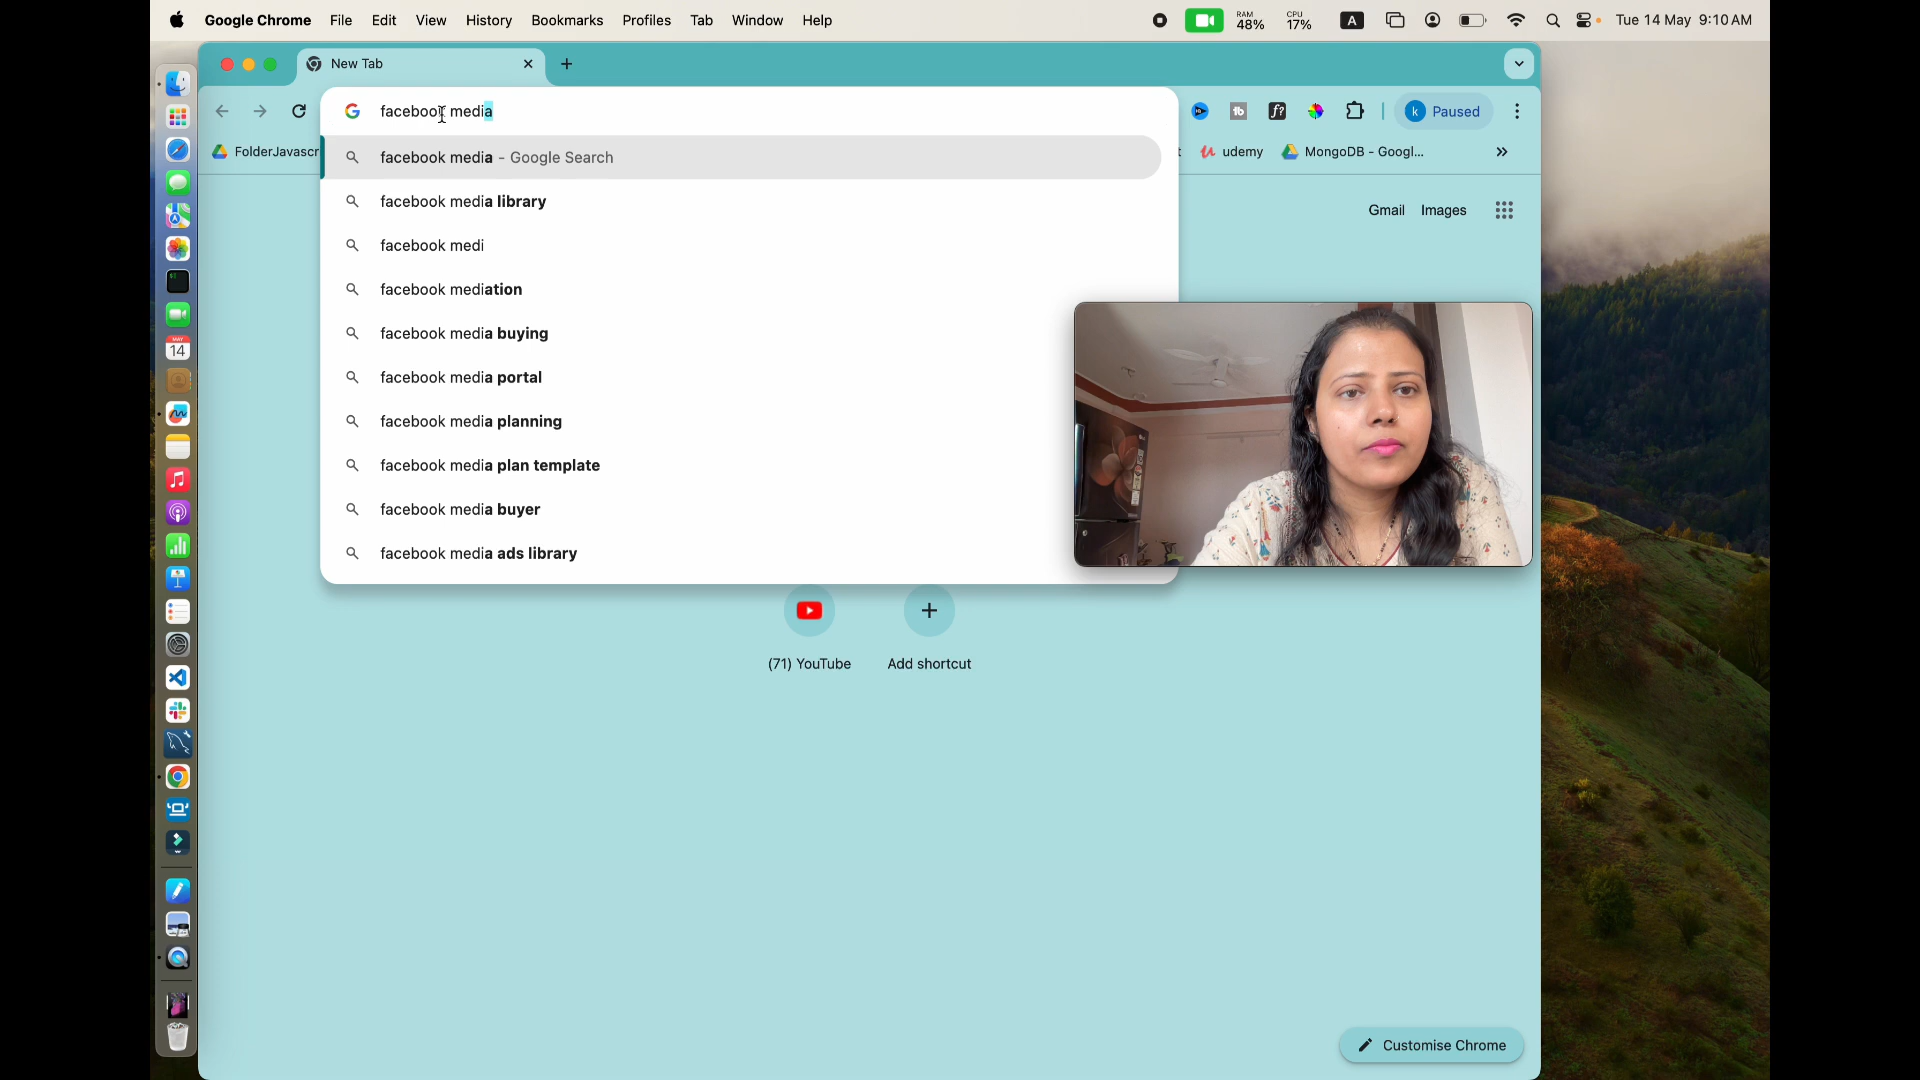 Google Chrome File Edit View History Bookmarks Profiles Tab Window Help RAM 48% CPU 17% A Tue 14 May 9:10 AM
New Tab
facebook media
k Paused
FolderJavascr
udemy MongoDB - Googl...
facebook media - Google Search
facebook media library
facebook medi
facebook mediation
facebook media buying
facebook media portal
facebook media planning
facebook media plan template
facebook media buyer
facebook media ads library
Gmail Images
(71) YouTube Add shortcut
MAY
14
Customise Chrome